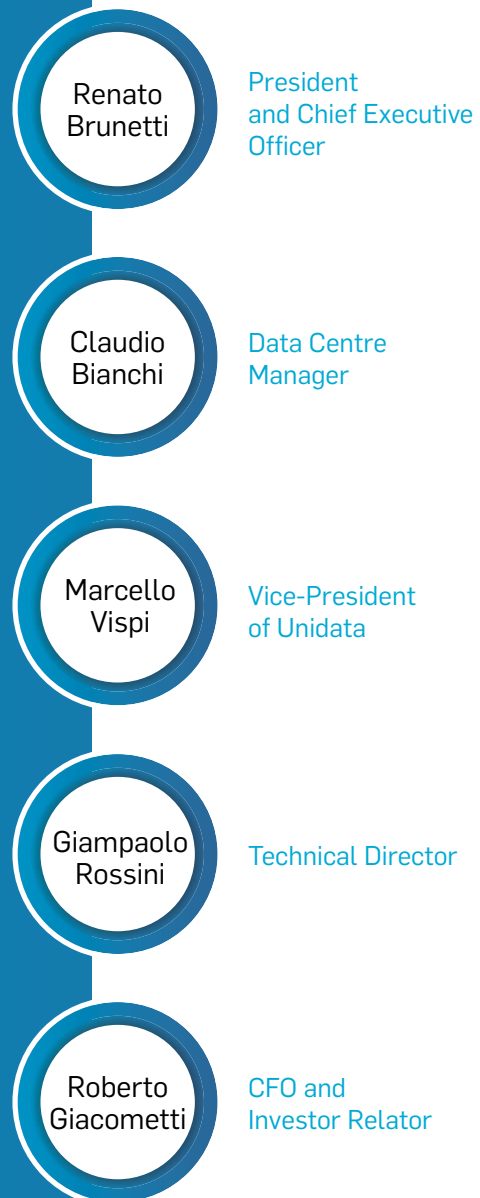 Renato
Brunetti
President
and Chief Executive
Officer
Claudio
Bianchi
Data Centre
Manager
Marcello
Vispi
Vice-President
of Unidata
Giampaolo
Rossini
Technical Director
Roberto
Giacometti
CFO and
Investor Relator